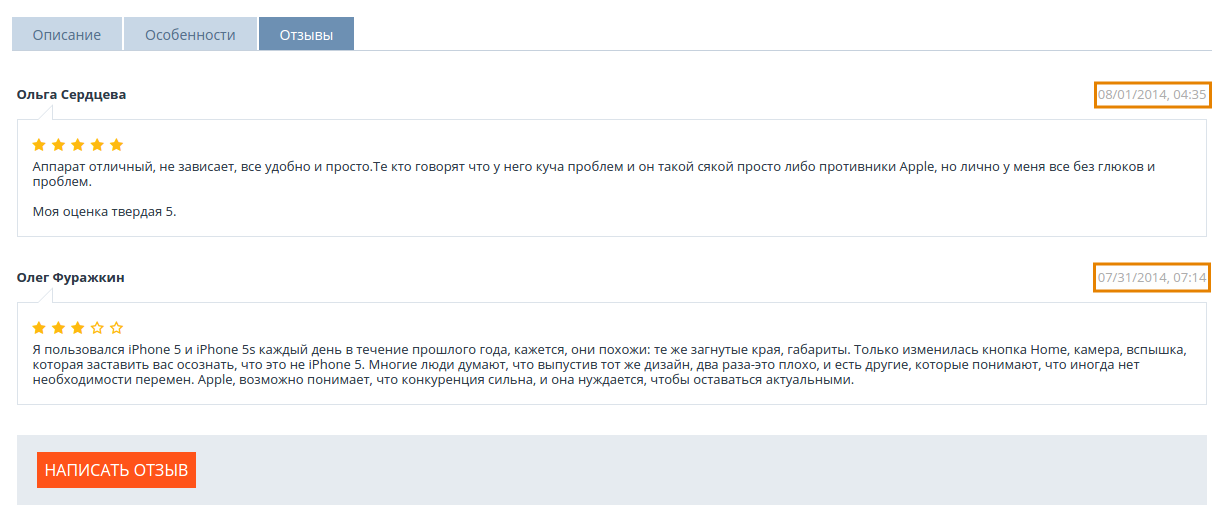 Описание Особенности Отзывы
Ольга Сердцева 08/01/2014, 04:35
Аппарат отличный, не зависает, все удобно и просто.Те кто говорят что у него куча проблем и он такой сякой просто либо противники Apple, но лично у меня все без глюков и
проблем.
Моя оценка твердая 5.
Олег Фуражкин 07/31/2014, 07:14
Я пользовался iPhone 5 и iPhone 5s каждый день в течение прошлого года, кажется, они похожи: те же загнутые края, габариты. Только изменилась кнопка Home, камера, вспышка,
которая заставить вас осознать, что это не iPhone 5. Многие люди думают, что выпустив тот же дизайн, два раза-это плохо, и есть другие, которые понимают, что иногда нет
необходимости перемен. Apple, возможно понимает, что конкуренция сильна, и она нуждается, чтобы оставаться актуальными.
НАПИСАТЬ ОТЗЫВ